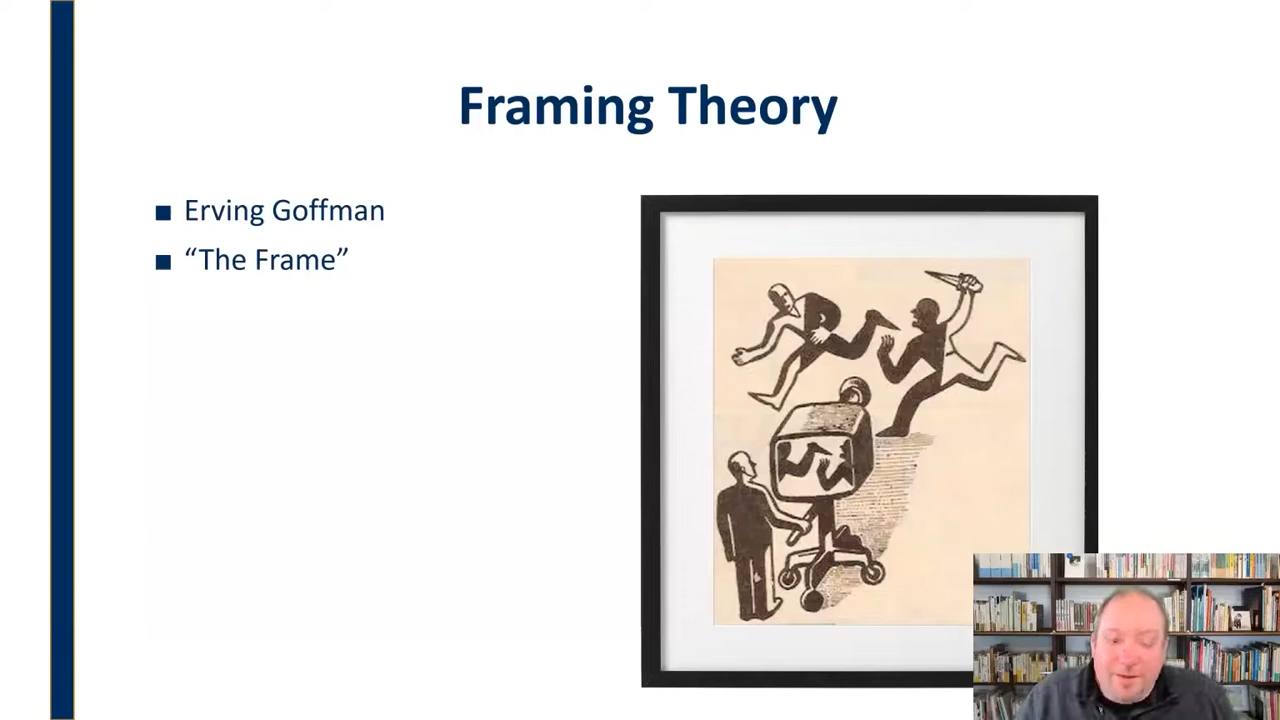 Framing Theory
■ Erving Goffman
■ “The Frame”